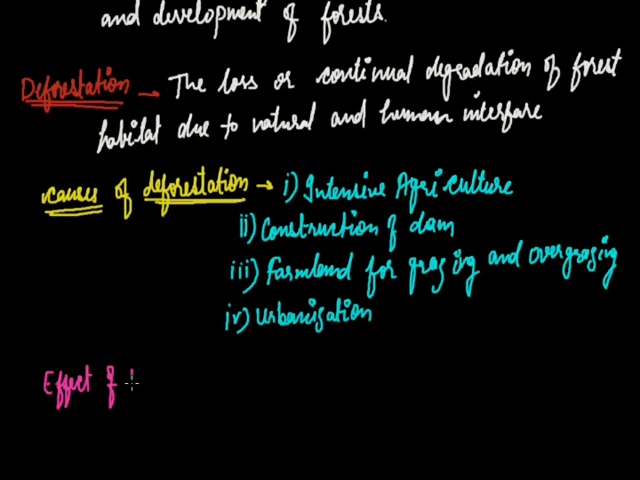 and development of forests.
Deforestation → The loss or continual degradation of forest
habitat due to natural and human interfare
causes of deforestation → i) Intensive Agriculture
ii) Construction of dam
iii) Farmland for grazing and overgrazing
iv) Urbanisation
Effect of